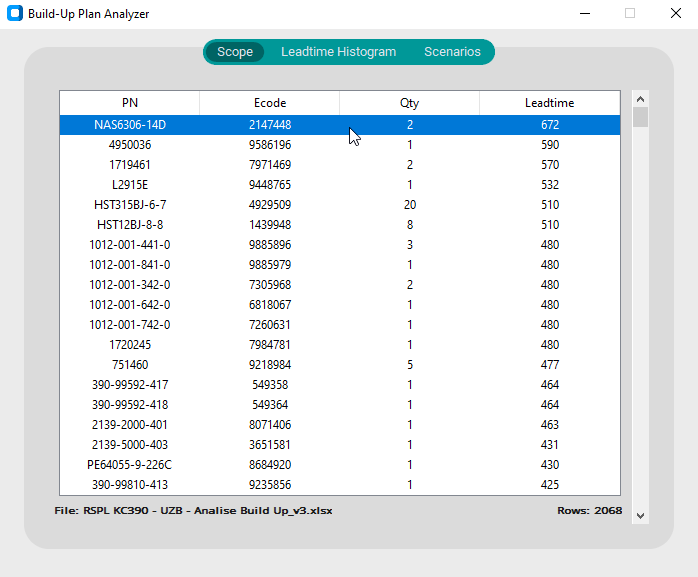 Build-Up Plan Analyzer
Scope Leadtime Histogram Scenarios
PN Ecode Qty Leadtime
NAS6306-14D 2147448 2 672
4950036 9586196 1 590
1719461 7971469 2 570
L2915E 9448765 1 532
HST315BJ-6-7 4929509 20 510
HST12BJ-8-8 1439948 8 510
1012-001-441-0 9885896 3 480
1012-001-841-0 9885979 1 480
1012-001-342-0 7305968 2 480
1012-001-642-0 6818067 1 480
1012-001-742-0 7260631 1 480
1720245 7984781 1 480
751460 9218984 5 477
390-99592-417 549358 1 464
390-99592-418 549364 1 464
2139-2000-401 8071406 1 463
2139-5000-403 3651581 1 431
PE64055-9-226C 8684920 1 430
390-99810-413 9235856 1 425
File: RSPL KC390 - UZB - Analise Build Up_v3.xlsx Rows: 2068